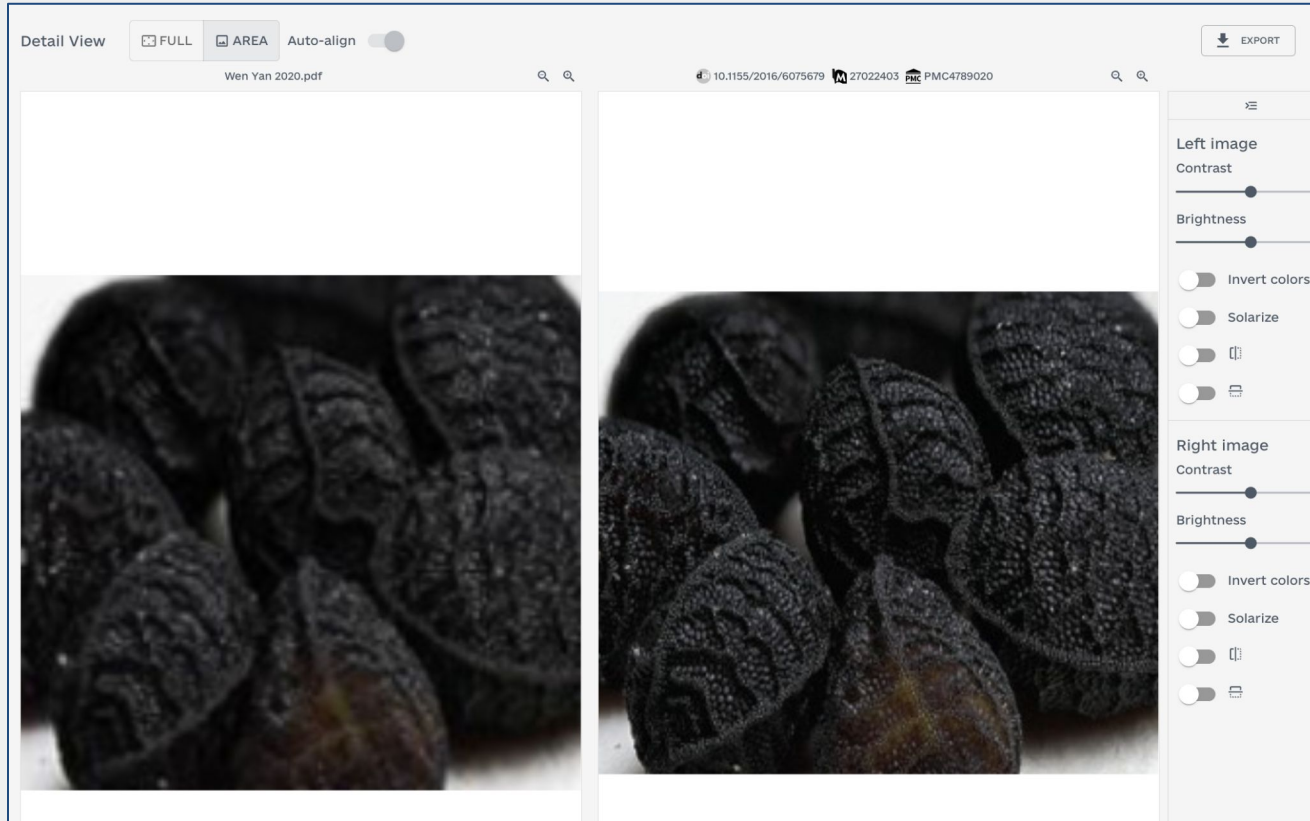 Detail View FULL AREA Auto-align EXPORT
Wen Yan 2020.pdf
10.1155/2016/6075679 27022403 PMC PMC4789020
Left image
Contrast
Brightness
Invert colors
Solarize
Right image
Contrast
Brightness
Invert colors
Solarize